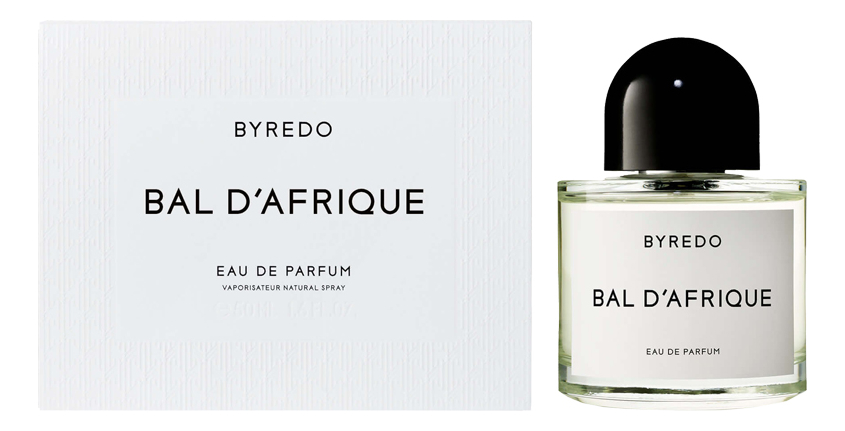 BYREDO
BAL D'AFRIQUE
EAU DE PARFUM
VAPORISATEUR NATURAL SPRAY
BYREDO
BAL D'AFRIQUE
EAU DE PARFUM